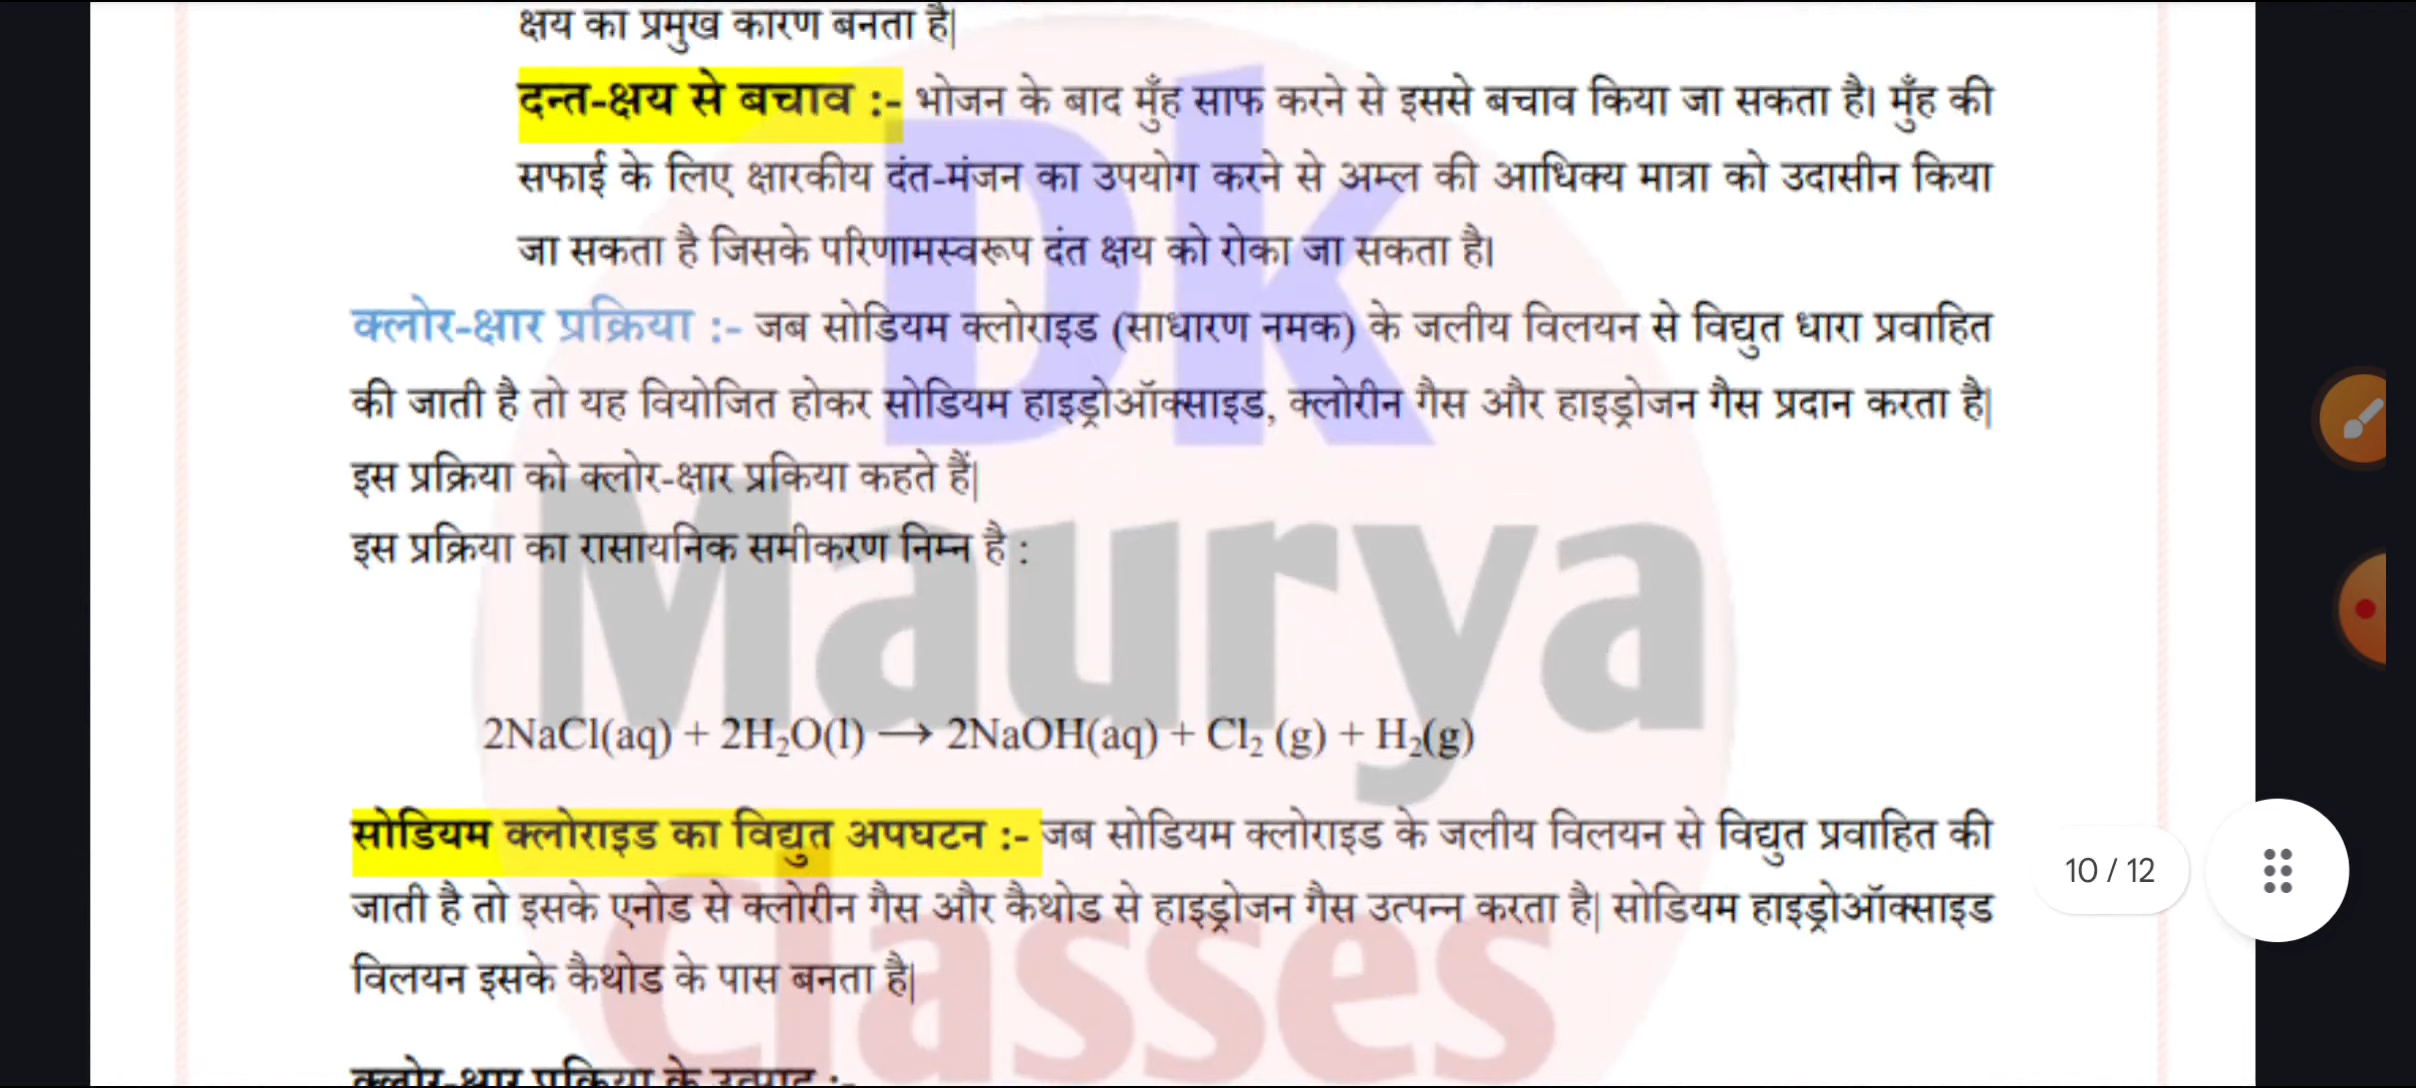 क्षय का प्रमुख कारण बनता है|
दन्त-क्षय से बचाव :- भोजन के बाद मुँह साफ करने से इससे बचाव किया जा सकता है। मुँह की
सफाई के लिए क्षारकीय दंत-मंजन का उपयोग करने से अम्ल की आधिक्य मात्रा को उदासीन किया
जा सकता है जिसके परिणामस्वरूप दंत क्षय को रोका जा सकता है।
क्लोर-क्षार प्रक्रिया :- जब सोडियम क्लोराइड (साधारण नमक) के जलीय विलयन से विद्युत धारा प्रवाहित
की जाती है तो यह वियोजित होकर सोडियम हाइड्रोऑक्साइड, क्लोरीन गैस और हाइड्रोजन गैस प्रदान करता है|
इस प्रक्रिया को क्लोर-क्षार प्रकिया कहते हैं|
इस प्रक्रिया का रासायनिक समीकरण निम्न है :
2NaCl(aq) + 2H₂O(l) → 2NaOH(aq) + Cl₂ (g) + H₂(g)
सोडियम क्लोराइड का विद्युत अपघटन :- जब सोडियम क्लोराइड के जलीय विलयन से विद्युत प्रवाहित की
जाती है तो इसके एनोड से क्लोरीन गैस और कैथोड से हाइड्रोजन गैस उत्पन्न करता है| सोडियम हाइड्रोऑक्साइड
विलयन इसके कैथोड के पास बनता है|
क्लोर-क्षार प्रक्रिया के उत्पाद :-
Dk
Maurya
classes
10 / 12